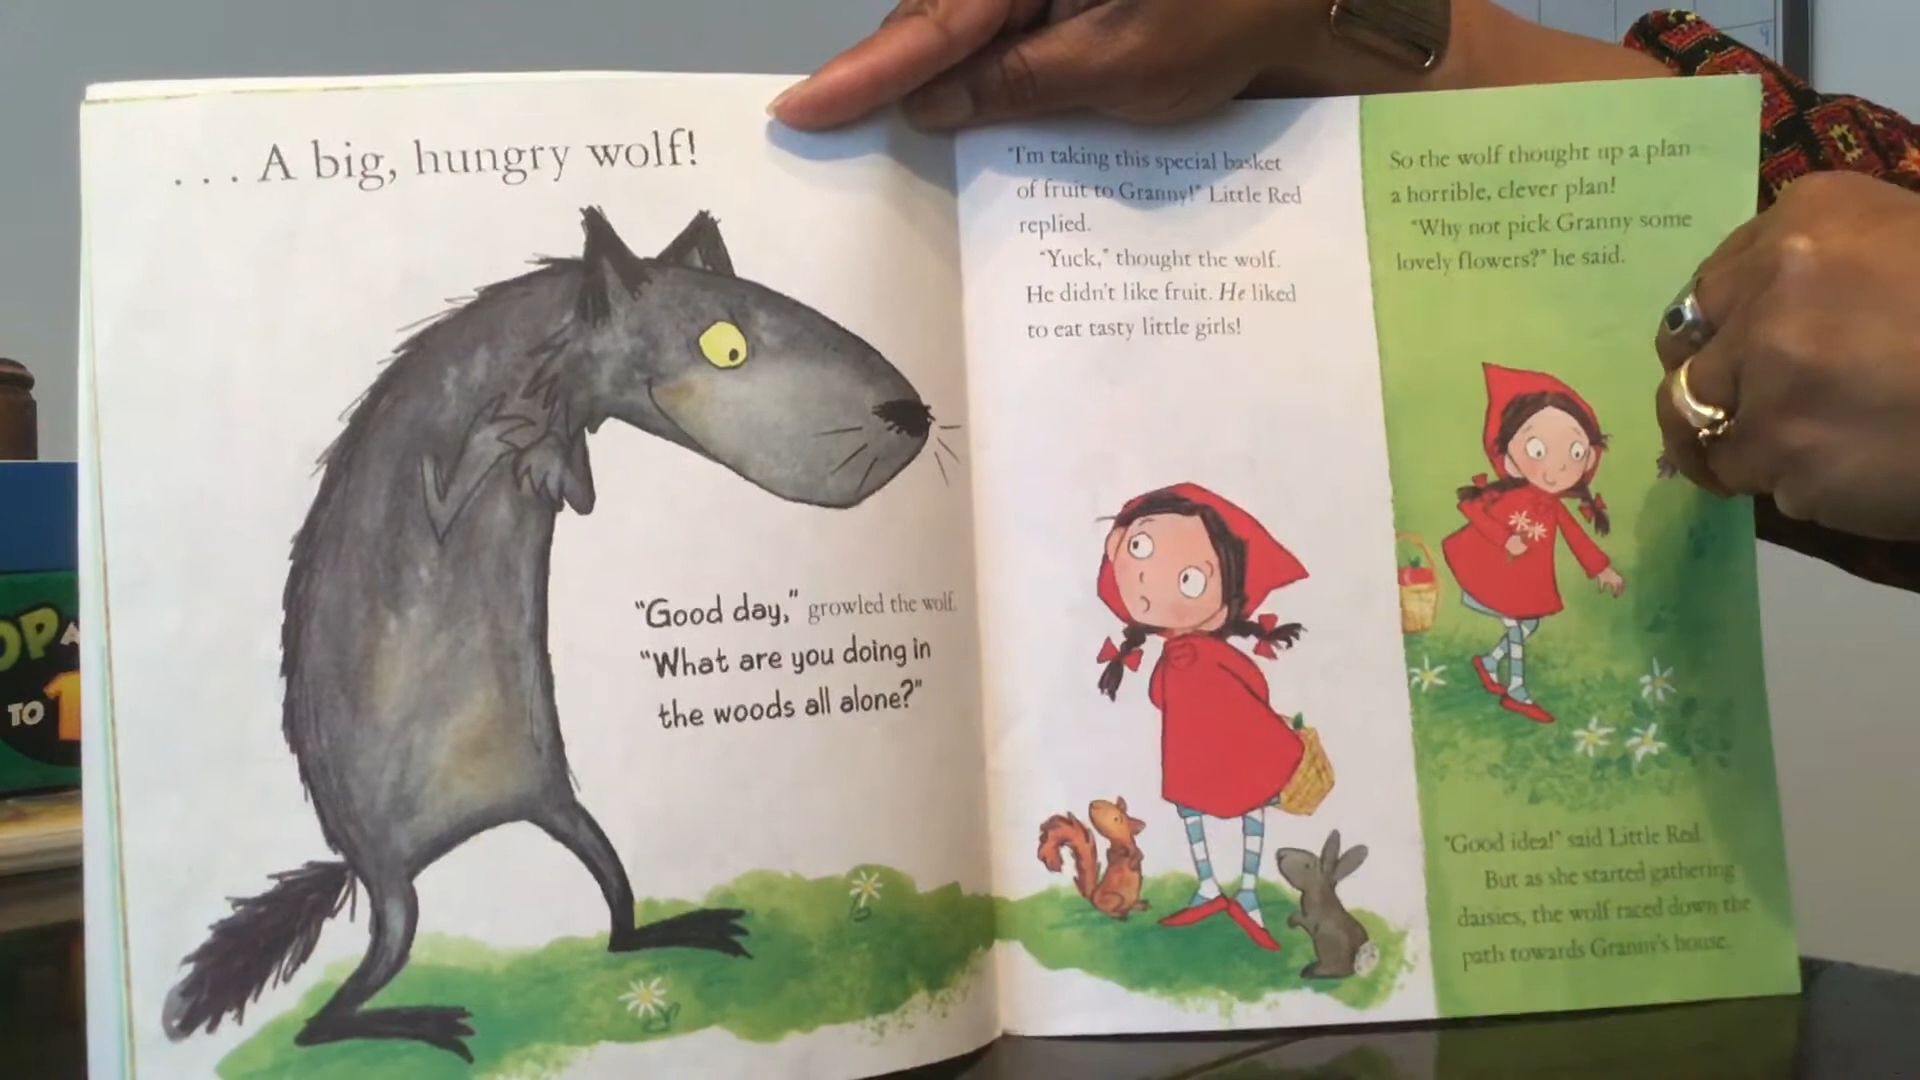 . . . A big, hungry wolf!
"Good day," growled the wolf.
"What are you doing in
the woods all alone?"
"I'm taking this special basket
of fruit to Granny!" Little Red
replied.
"Yuck," thought the wolf.
He didn't like fruit. He liked
to eat tasty little girls!
So the wolf thought up a plan
a horrible, clever plan!
"Why not pick Granny some
lovely flowers?" he said.
"Good idea!" said Little Red.
But as she started gathering
daisies, the wolf raced down the
path towards Granny's house.
TO